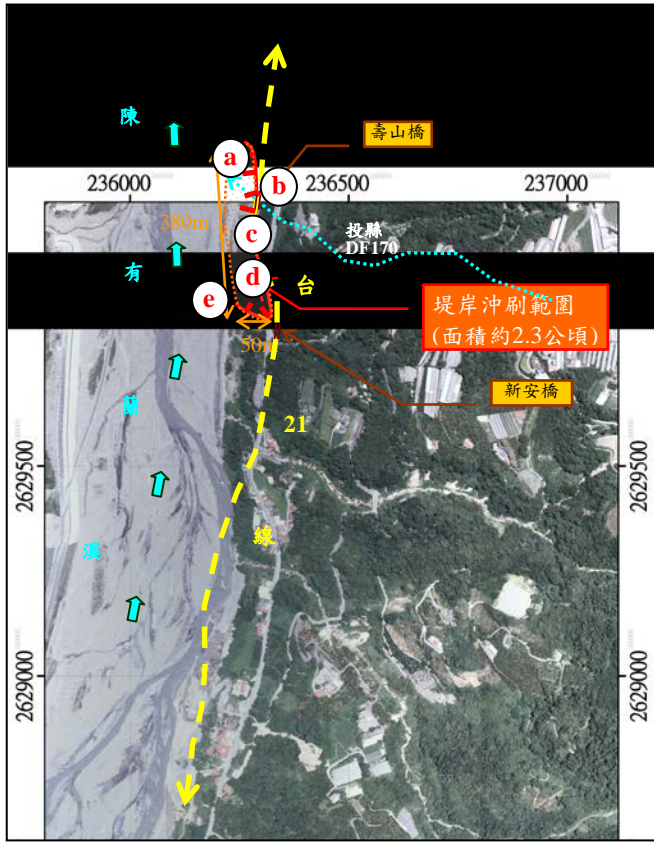 陳
壽山橋
a
b
236000
236500
237000
380m
c
投縣
DF170
有
d
台
e
堤岸沖刷範圍
(面積約2.3公頃)
50m
新安橋
蘭
21
2629500
2629500
線
溪
2629000
2629000